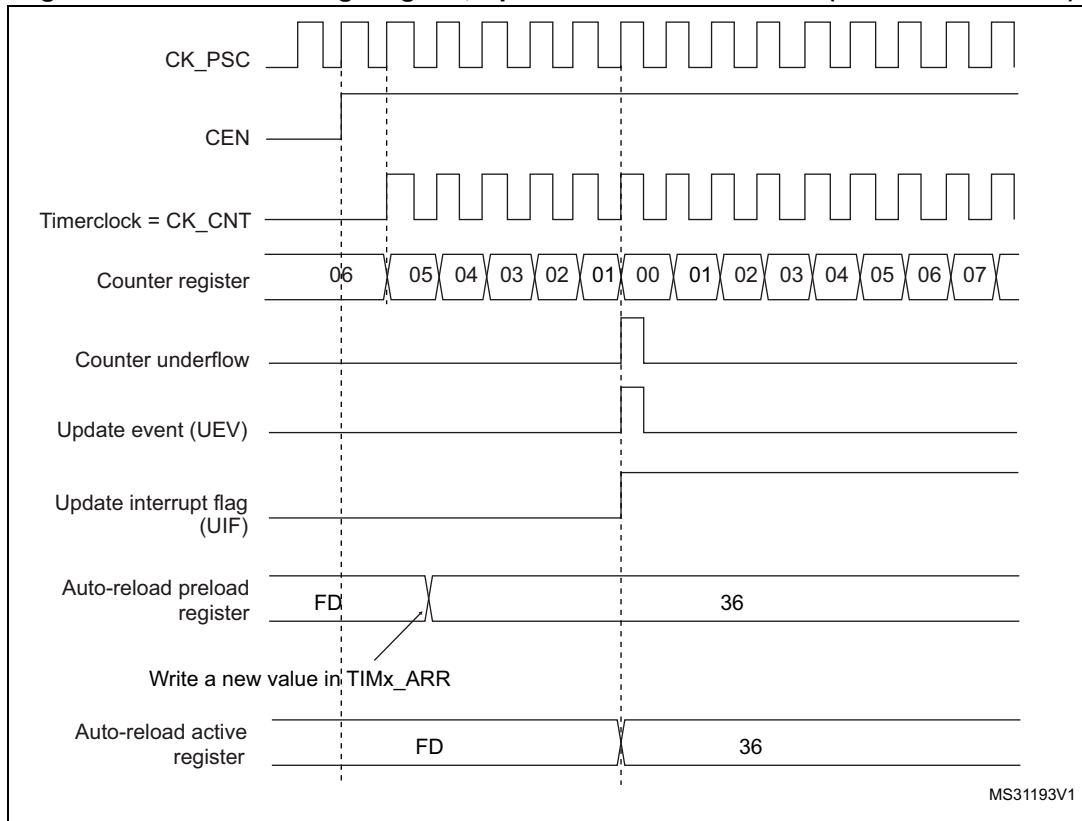 CK_PSC
CEN
Timerclock = CK_CNT
Counter register 06 05 04 03 02 01 00 01 02 03 04 05 06 07
Counter underflow
Update event (UEV)
Update interrupt flag
(UIF)
Auto-reload preload
register
FD 36
Write a new value in TIMx_ARR
Auto-reload active
register
FD 36
MS31193V1